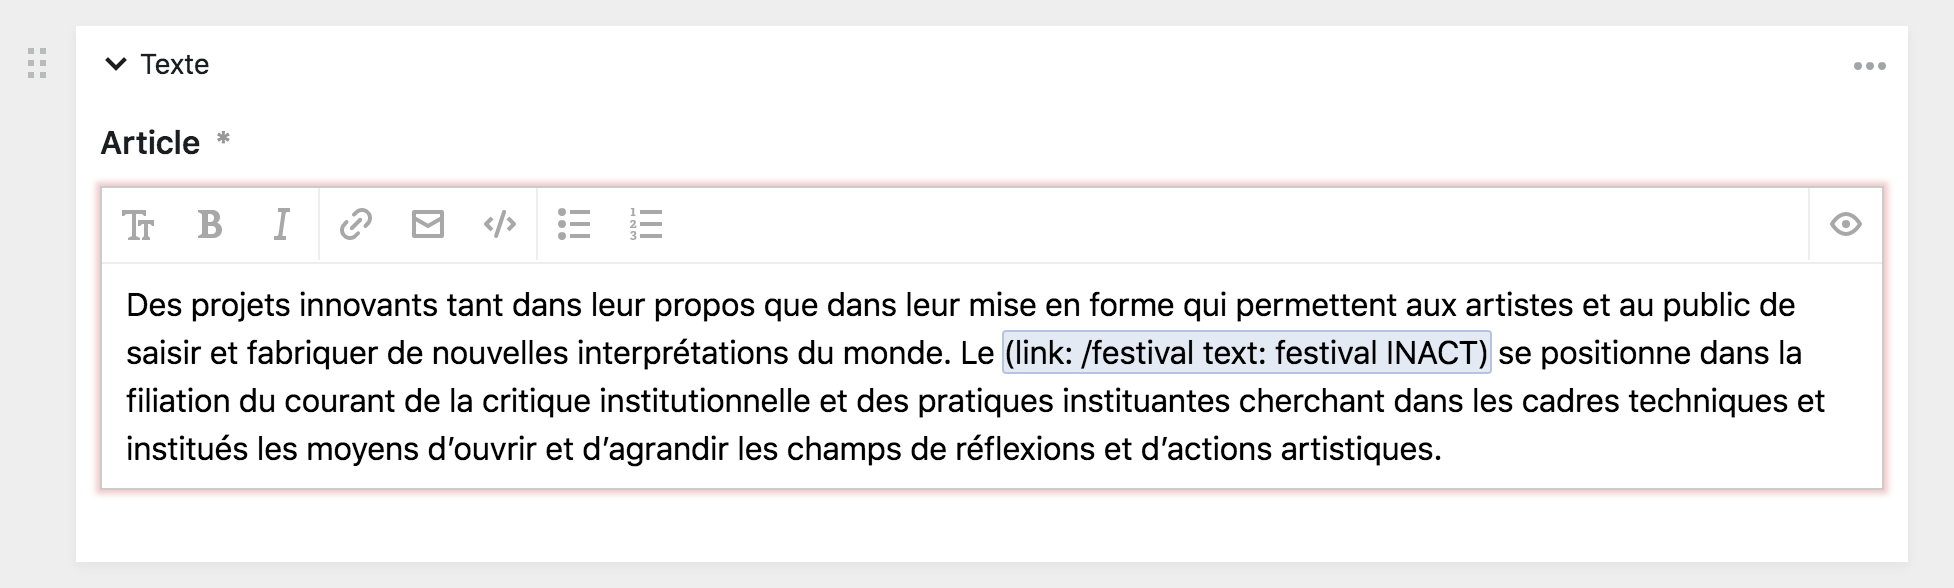 Texte
Article *
Des projets innovants tant dans leur propos que dans leur mise en forme qui permettent aux artistes et au public de
saisir et fabriquer de nouvelles interprétations du monde. Le (link: /festival text: festival INACT) se positionne dans la
filiation du courant de la critique institutionnelle et des pratiques instituantes cherchant dans les cadres techniques et
institués les moyens d’ouvrir et d’agrandir les champs de réflexions et d’actions artistiques.